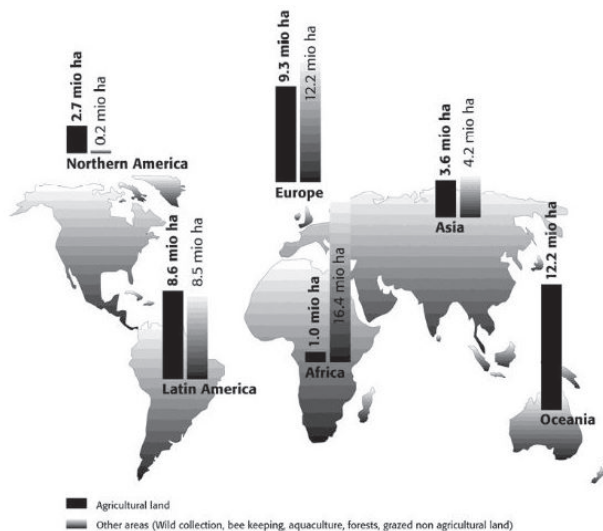 2.7 mio ha
0.2 mio ha
Northern America
9.3 mio ha
12.2 mio ha
Europe
3.6 mio ha
4.2 mio ha
Asia
8.6 mio ha
8.5 mio ha
Latin America
1.0 mio ha
16.4 mio ha
Africa
12.2 mio ha
Oceania
Agricultural land
Other areas (Wild collection, bee keeping, aquaculture, forests, grazed non agricultural land)